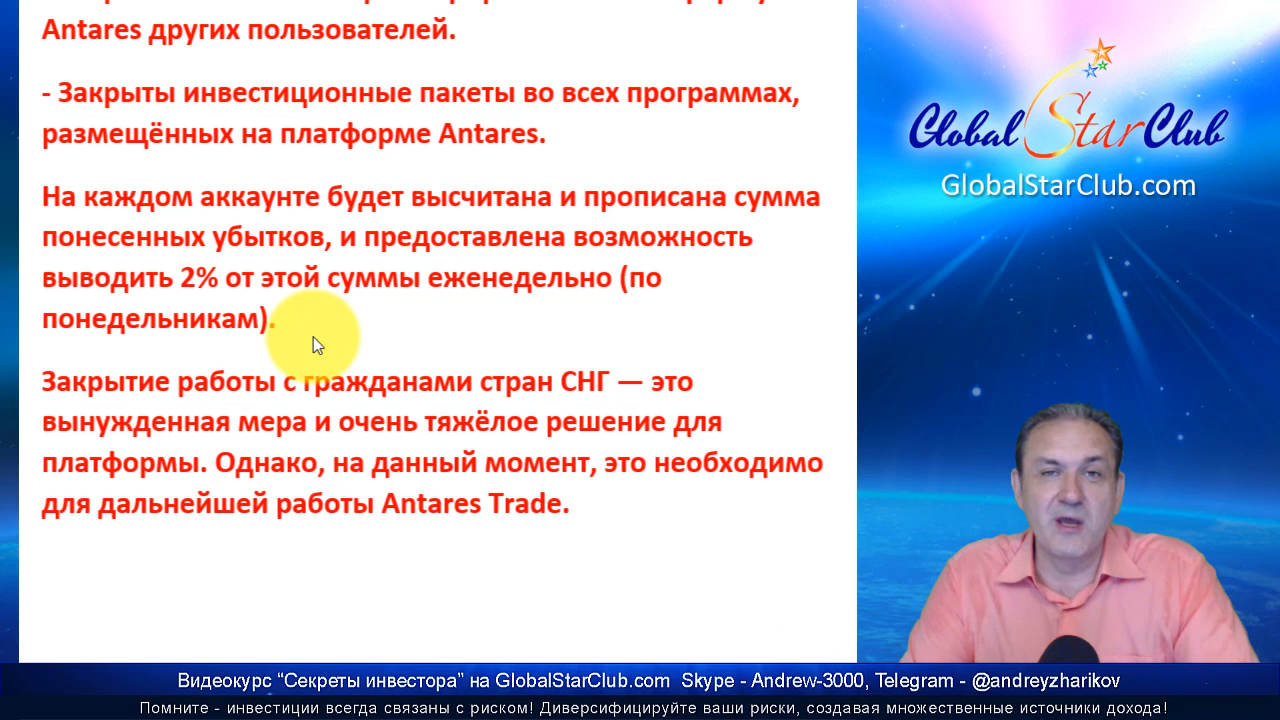 Antares других пользователей.
- Закрыты инвестиционные пакеты во всех программах,
размещённых на платформе Antares.
На каждом аккаунте будет высчитана и прописана сумма
понесенных убытков, и предоставлена возможность
выводить 2% от этой суммы еженедельно (по
понедельникам).
Закрытие работы с гражданами стран СНГ — это
вынужденная мера и очень тяжёлое решение для
платформы. Однако, на данный момент, это необходимо
для дальнейшей работы Antares Trade.
Global Star Club
GlobalStarClub.com
Видеокурс “Секреты инвестора” на GlobalStarClub.com Skype - Andrew-3000, Telegram - @andreyzharikov
Помните - инвестиции всегда связаны с риском! Диверсифицируйте ваши риски, создавая множественные источники дохода!